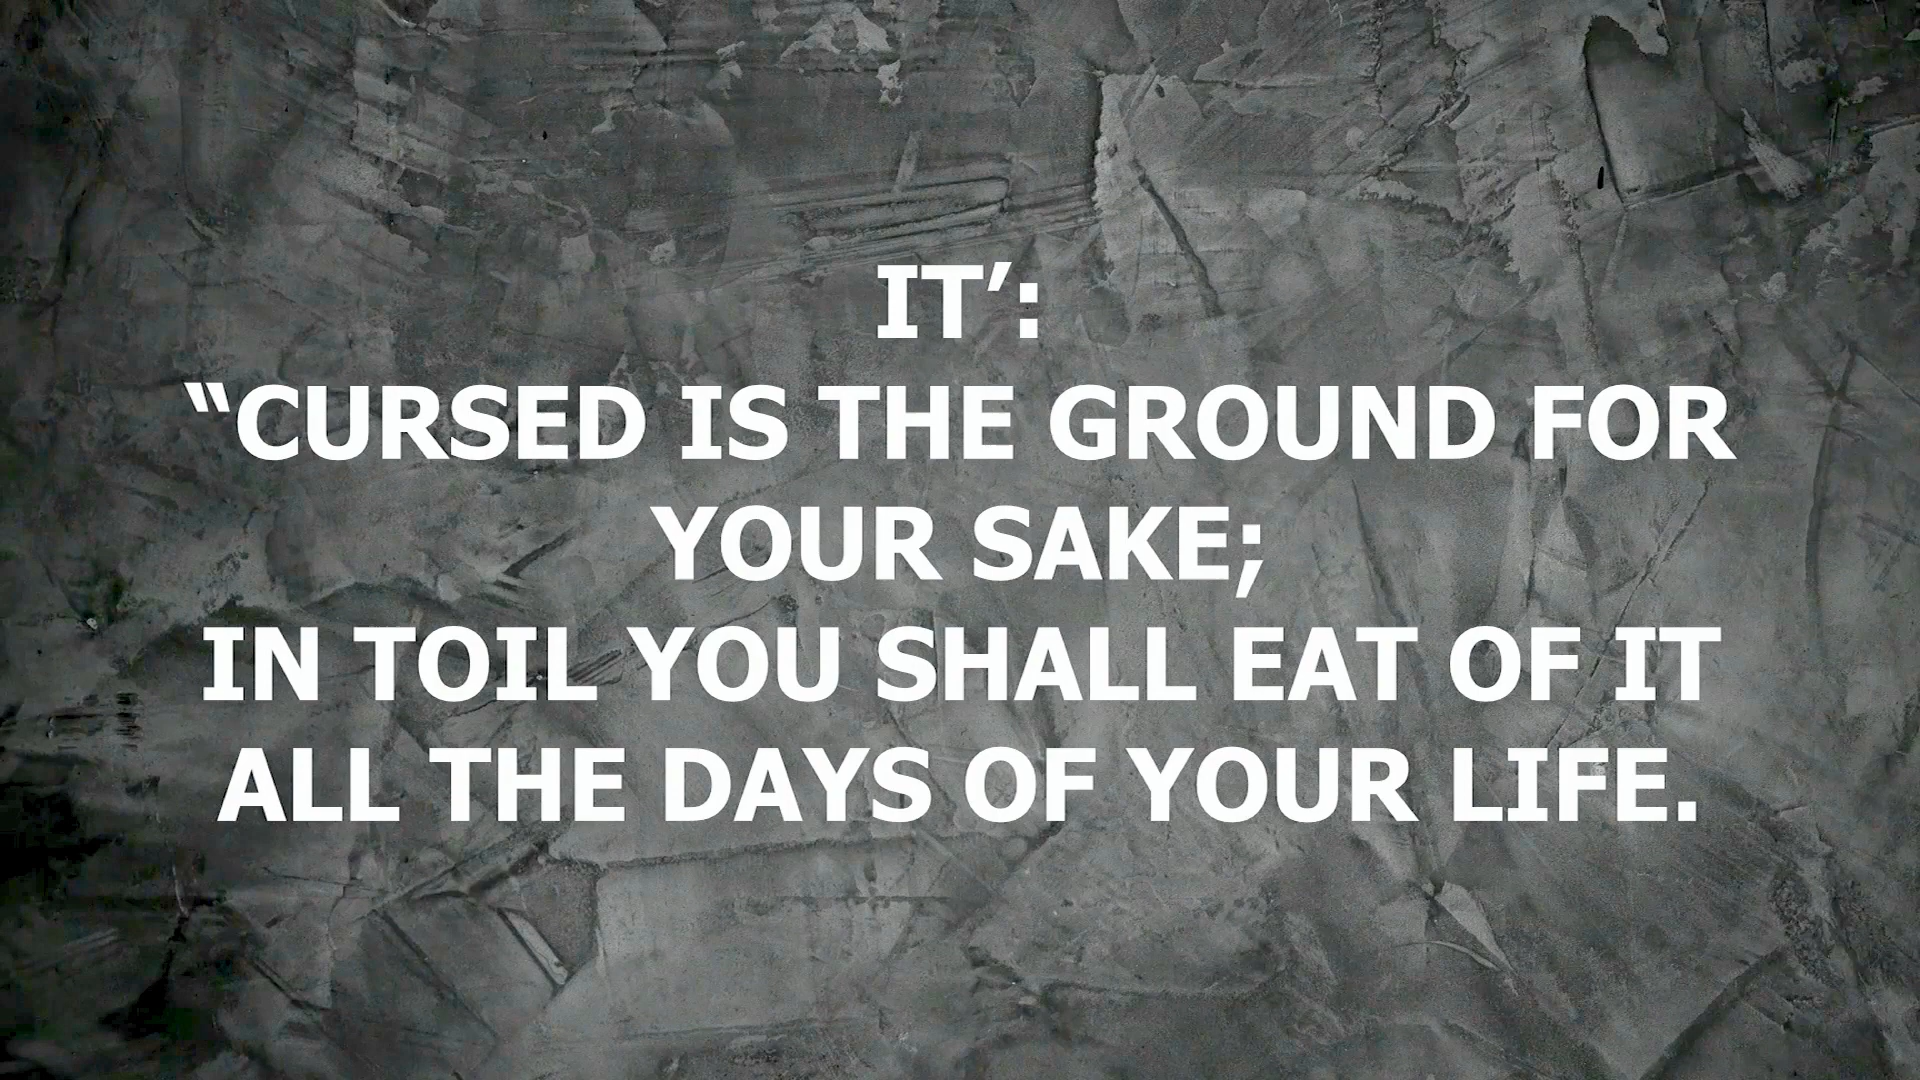 IT’:
“CURSED IS THE GROUND FOR
YOUR SAKE;
IN TOIL YOU SHALL EAT OF IT
ALL THE DAYS OF YOUR LIFE.